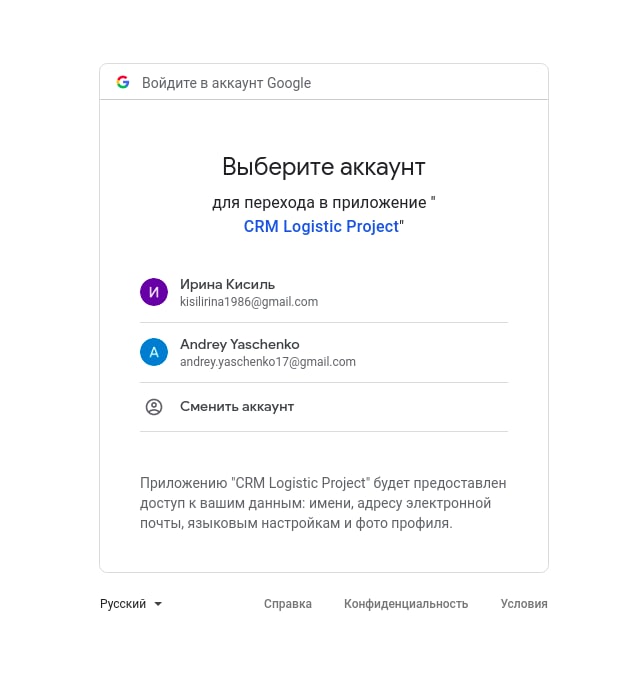 Войдите в аккаунт Google
Выберите аккаунт
для перехода в приложение "
CRM Logistic Project"
И
Ирина Кисиль
kisilirina1986@gmail.com
A
Andrey Yaschenko
andrey.yaschenko17@gmail.com
Сменить аккаунт
Приложению "CRM Logistic Project" будет предоставлен
доступ к вашим данным: имени, адресу электронной
почты, языковым настройкам и фото профиля.
Русский Справка Конфиденциальность Условия